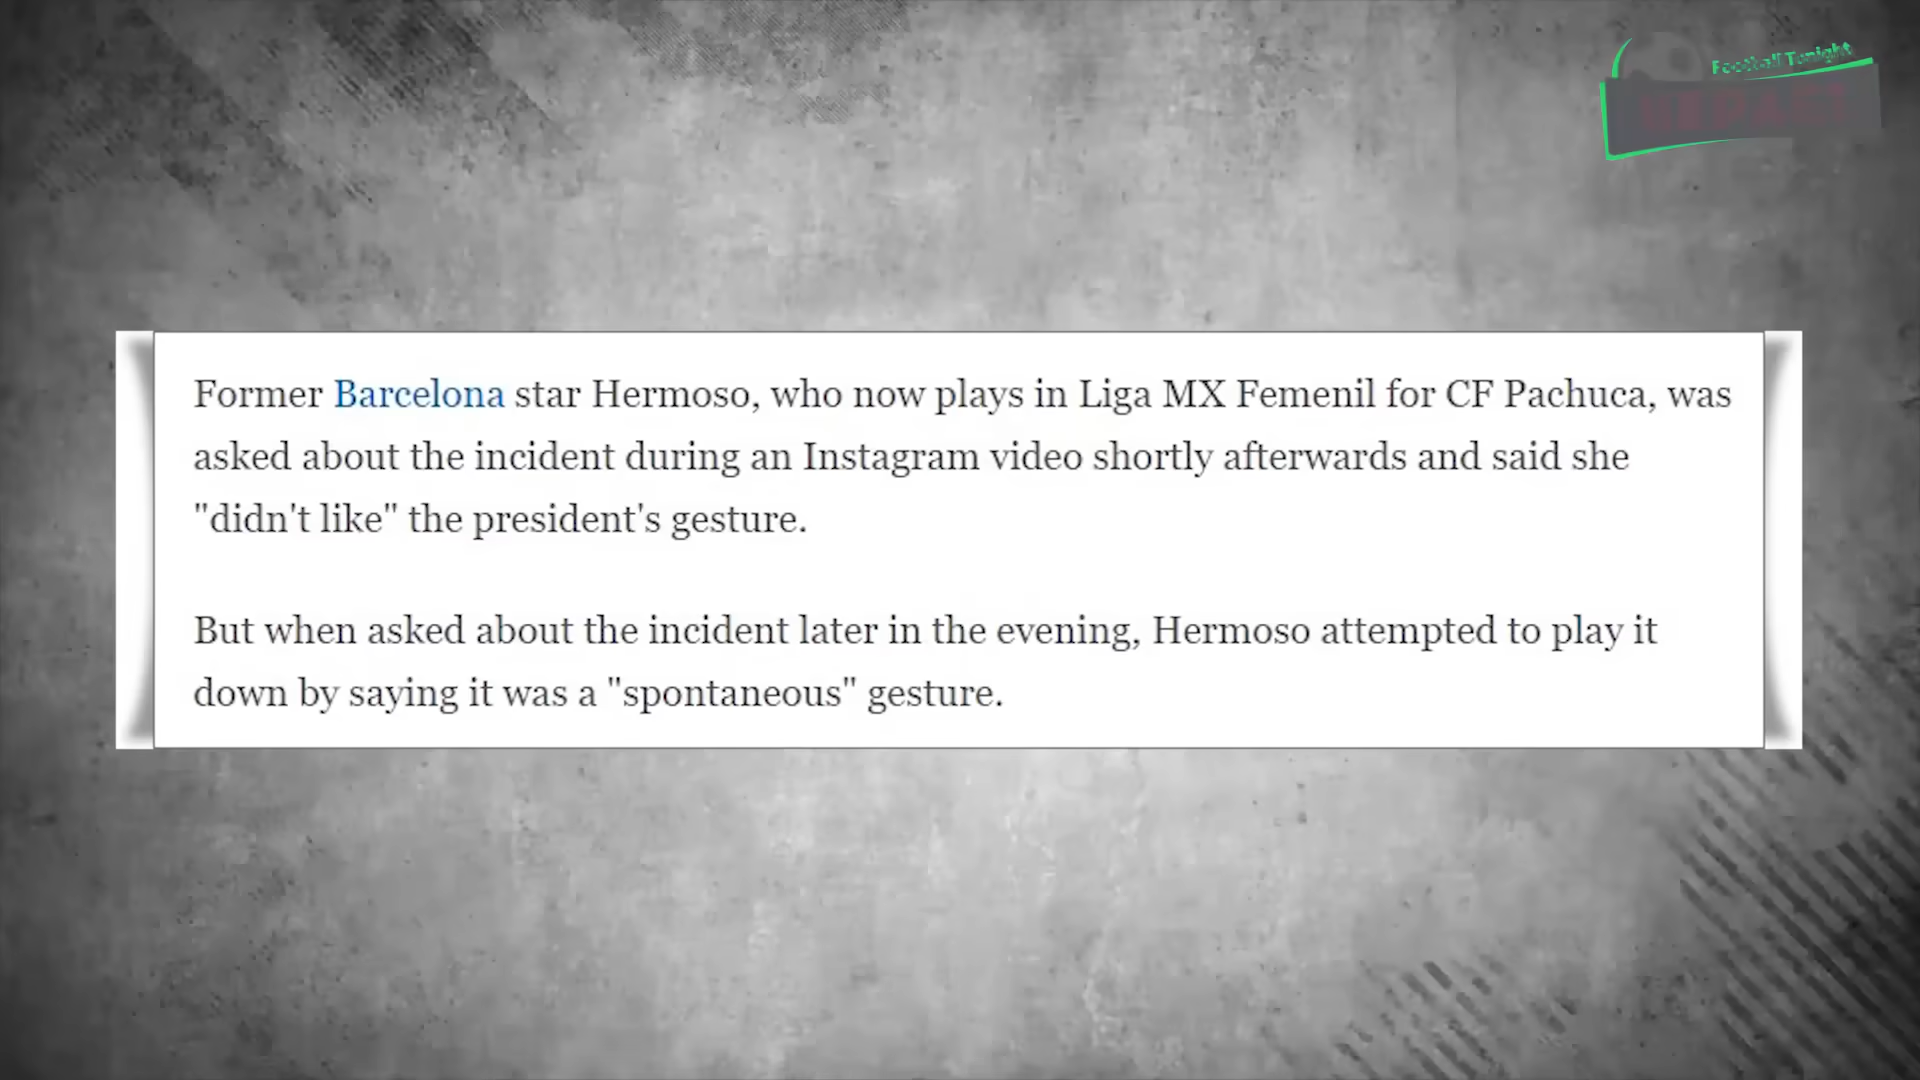 Football Tonight
Former Barcelona star Hermoso, who now plays in Liga MX Femenil for CF Pachuca, was
asked about the incident during an Instagram video shortly afterwards and said she
"didn't like" the president's gesture.
But when asked about the incident later in the evening, Hermoso attempted to play it
down by saying it was a "spontaneous" gesture.